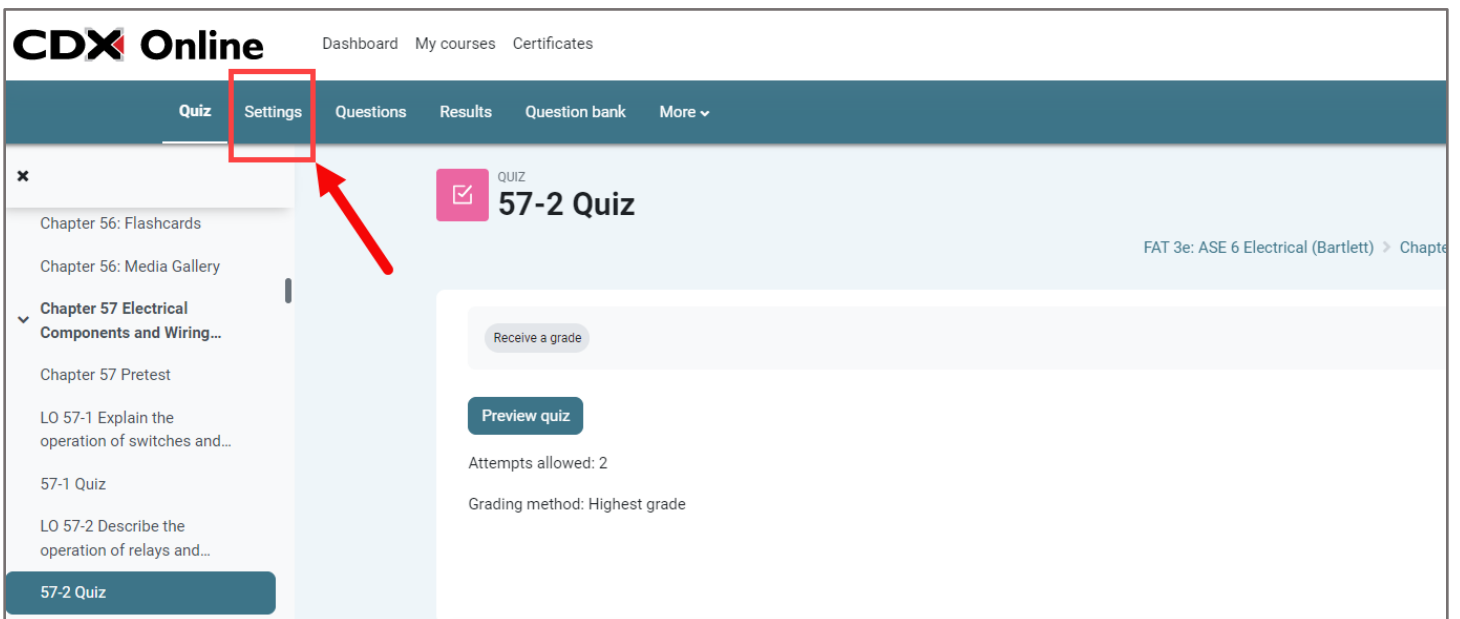 CDX Online Dashboard My courses Certificates
Quiz Settings Questions Results Question bank More
QUIZ
57-2 Quiz
FAT 3e: ASE 6 Electrical (Bartlett) > Chapte
Chapter 56: Flashcards
Chapter 56: Media Gallery
Chapter 57 Electrical
Components and Wiring...
Chapter 57 Pretest
LO 57-1 Explain the
operation of switches and...
57-1 Quiz
LO 57-2 Describe the
operation of relays and...
57-2 Quiz
Receive a grade
Preview quiz
Attempts allowed: 2
Grading method: Highest grade